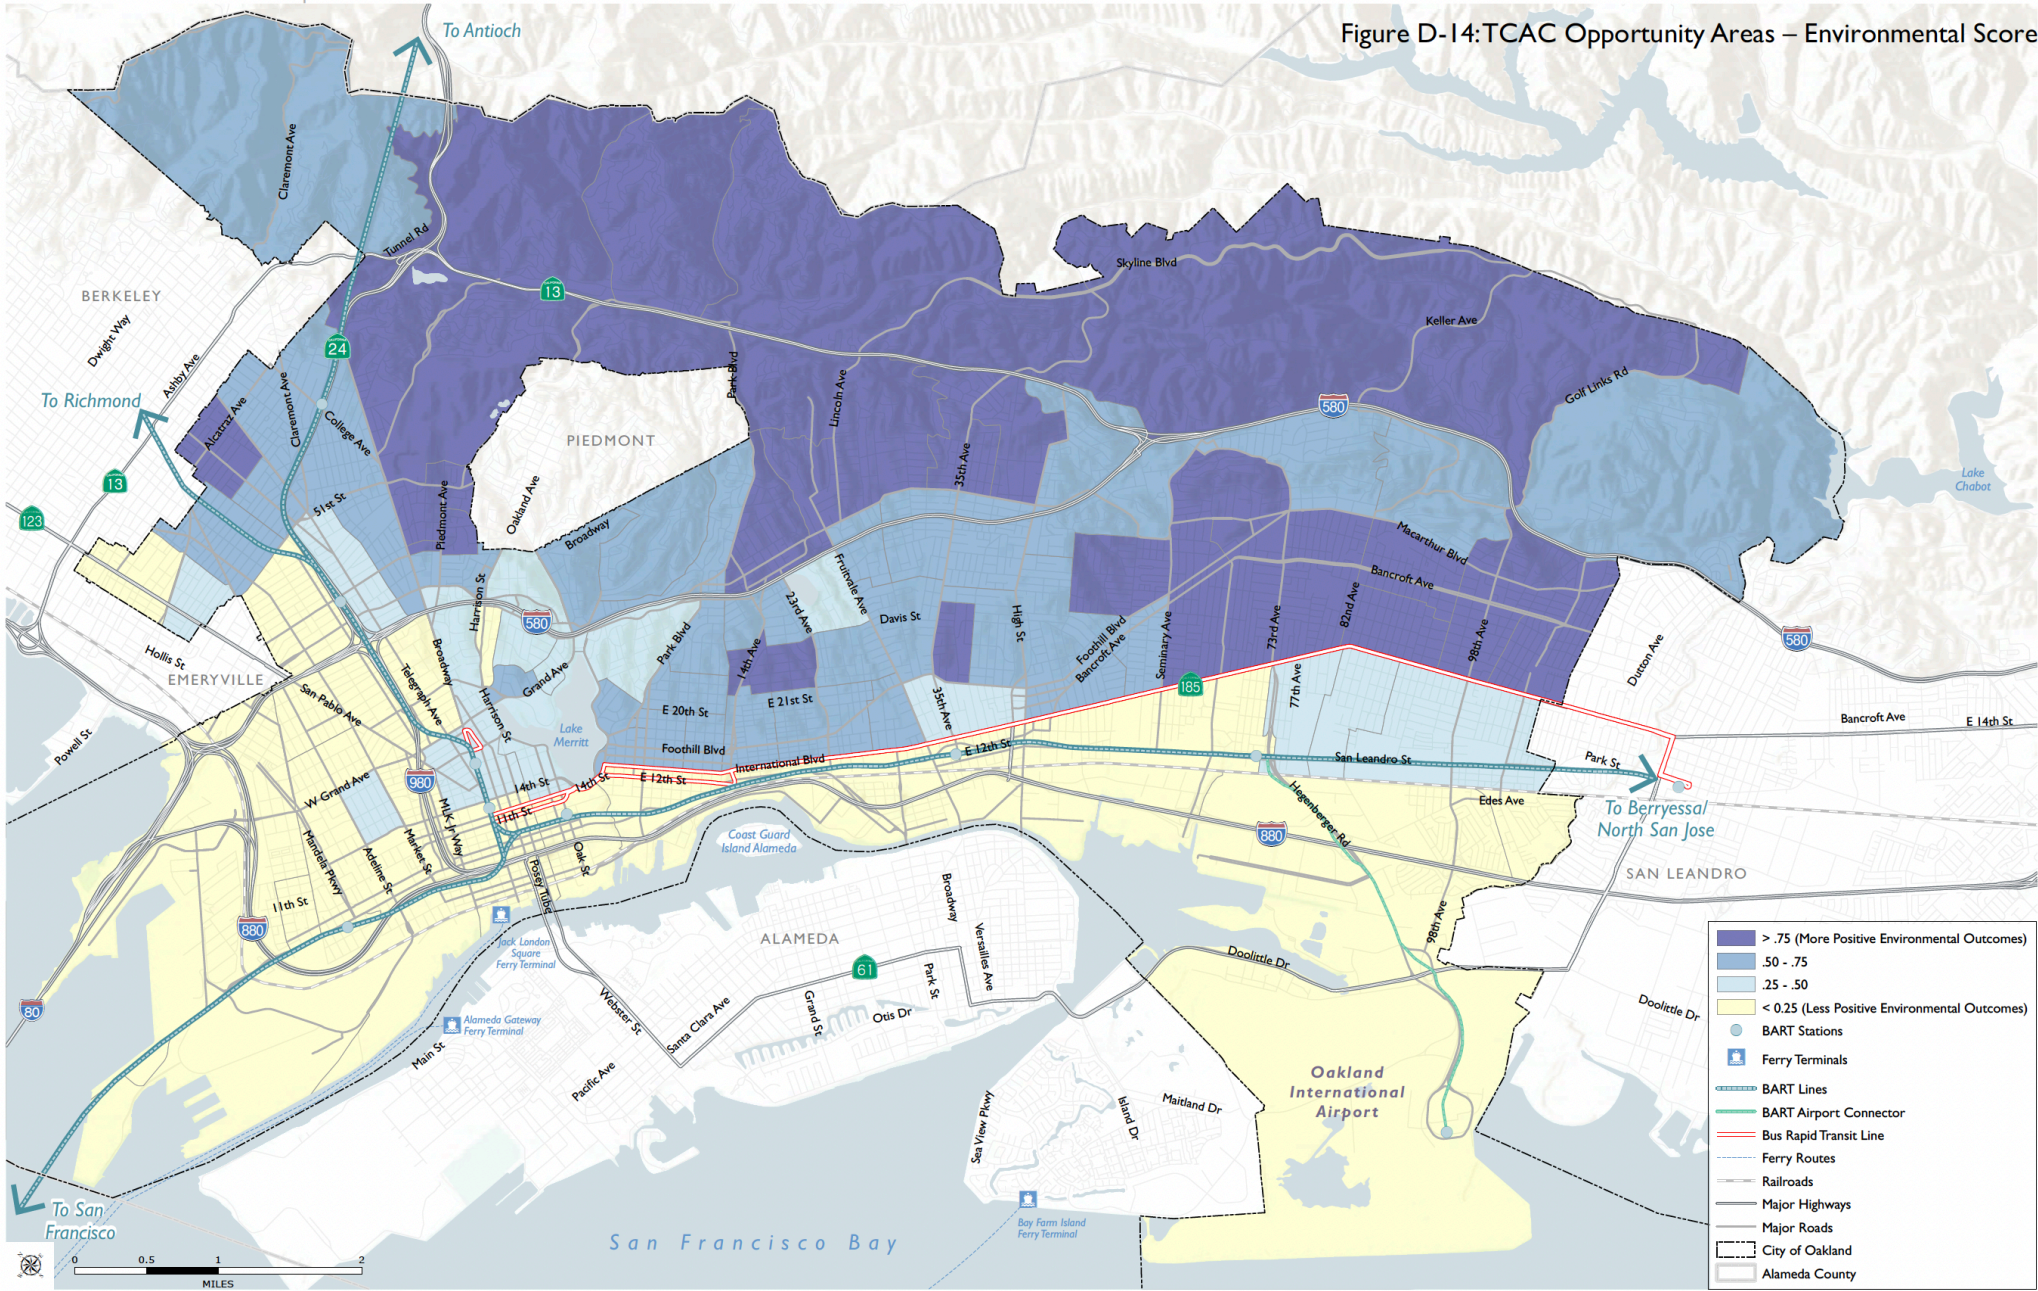 Figure D-14: TCAC Opportunity Areas – Environmental Score
To Antioch
Claremont Ave
Tunnel Rd
BERKELEY
Dwight Way
Ashby Ave
To Richmond
13
24
13
123
Skyline Blvd
Keller Ave
Golf Links Rd
580
Lake
Chabot
Alcatraz Ave
Claremont Ave
College Ave
51st St
PIEDMONT
Piedmont Ave
Oakland Ave
Broadway
Park Blvd
Lincoln Ave
35th Ave
Macarthur Blvd
Bancroft Ave
Fruitvale Ave
23rd Ave
Davis St
High St
Foothill Blvd
Bancroft Ave
Seminary Ave
73rd Ave
82nd Ave
98th Ave
580
Dutton Ave
Hollis St
EMERYVILLE
San Pablo Ave
Telegraph Ave
Broadway
Harrison St
580
Harrison St
Grand Ave
Park Blvd
14th Ave
E 20th St
E 21st St
35th Ave
185
77th Ave
Lake
Merritt
Foothill Blvd
International Blvd
E 12th St
E 12th St
San Leandro St
Park St
Bancroft Ave
E 14th St
Powell St
980
W Grand Ave
14th St
14th St
11th St
MLK Jr Way
Market St
Adeline St
Mandela Pkwy
11th St
Oak St
Posey Tube
Coast Guard
Island Alameda
Edes Ave
Hegenberger Rd
880
To Berryessa/
North San Jose
SAN LEANDRO
880
80
Jack London
Square
Ferry Terminal
ALAMEDA
Broadway
Versailles Ave
61
Park St
Grand St
Otis Dr
Santa Clara Ave
Webster St
Alameda Gateway
Ferry Terminal
Main St
Pacific Ave
Doolittle Dr
98th Ave
Doolittle Dr
Oakland
International
Airport
Sea View Pkwy
Island Dr
Maitland Dr
Bay Farm Island
Ferry Terminal
San Francisco Bay
To San
Francisco
0 0.5 1 2
MILES
> .75 (More Positive Environmental Outcomes)
.50 - .75
.25 - .50
< 0.25 (Less Positive Environmental Outcomes)
BART Stations
Ferry Terminals
BART Lines
BART Airport Connector
Bus Rapid Transit Line
Ferry Routes
Railroads
Major Highways
Major Roads
City of Oakland
Alameda County